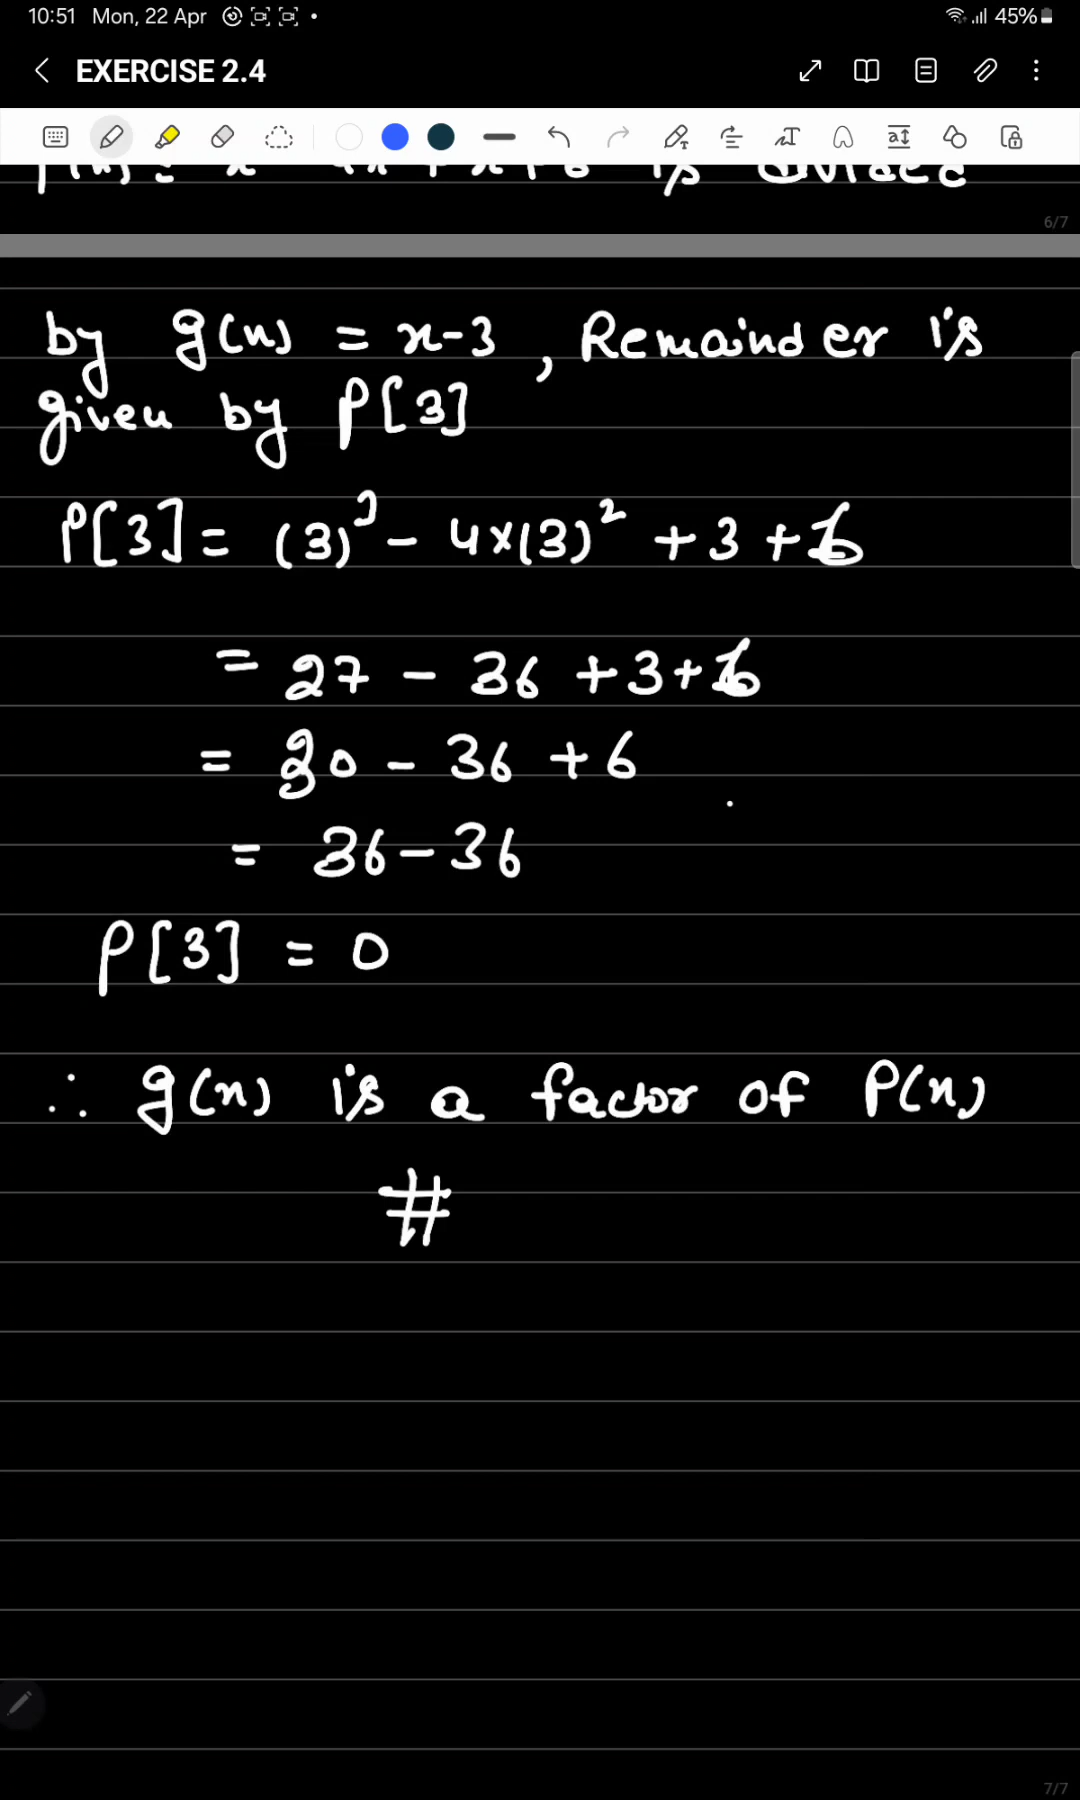 10:51 Mon, 22 Apr 45%
EXERCISE 2.4
is divided
6/7
by g(x) = x-3, Remainder is
given by P[3]
P[3] = (3)³ - 4×(3)² + 3 + 6
= 27 - 36 + 3 + 6
= 30 - 36 + 6
= 36 - 36
P[3] = 0
∴ g(x) is a factor of P(x)
#
7/7